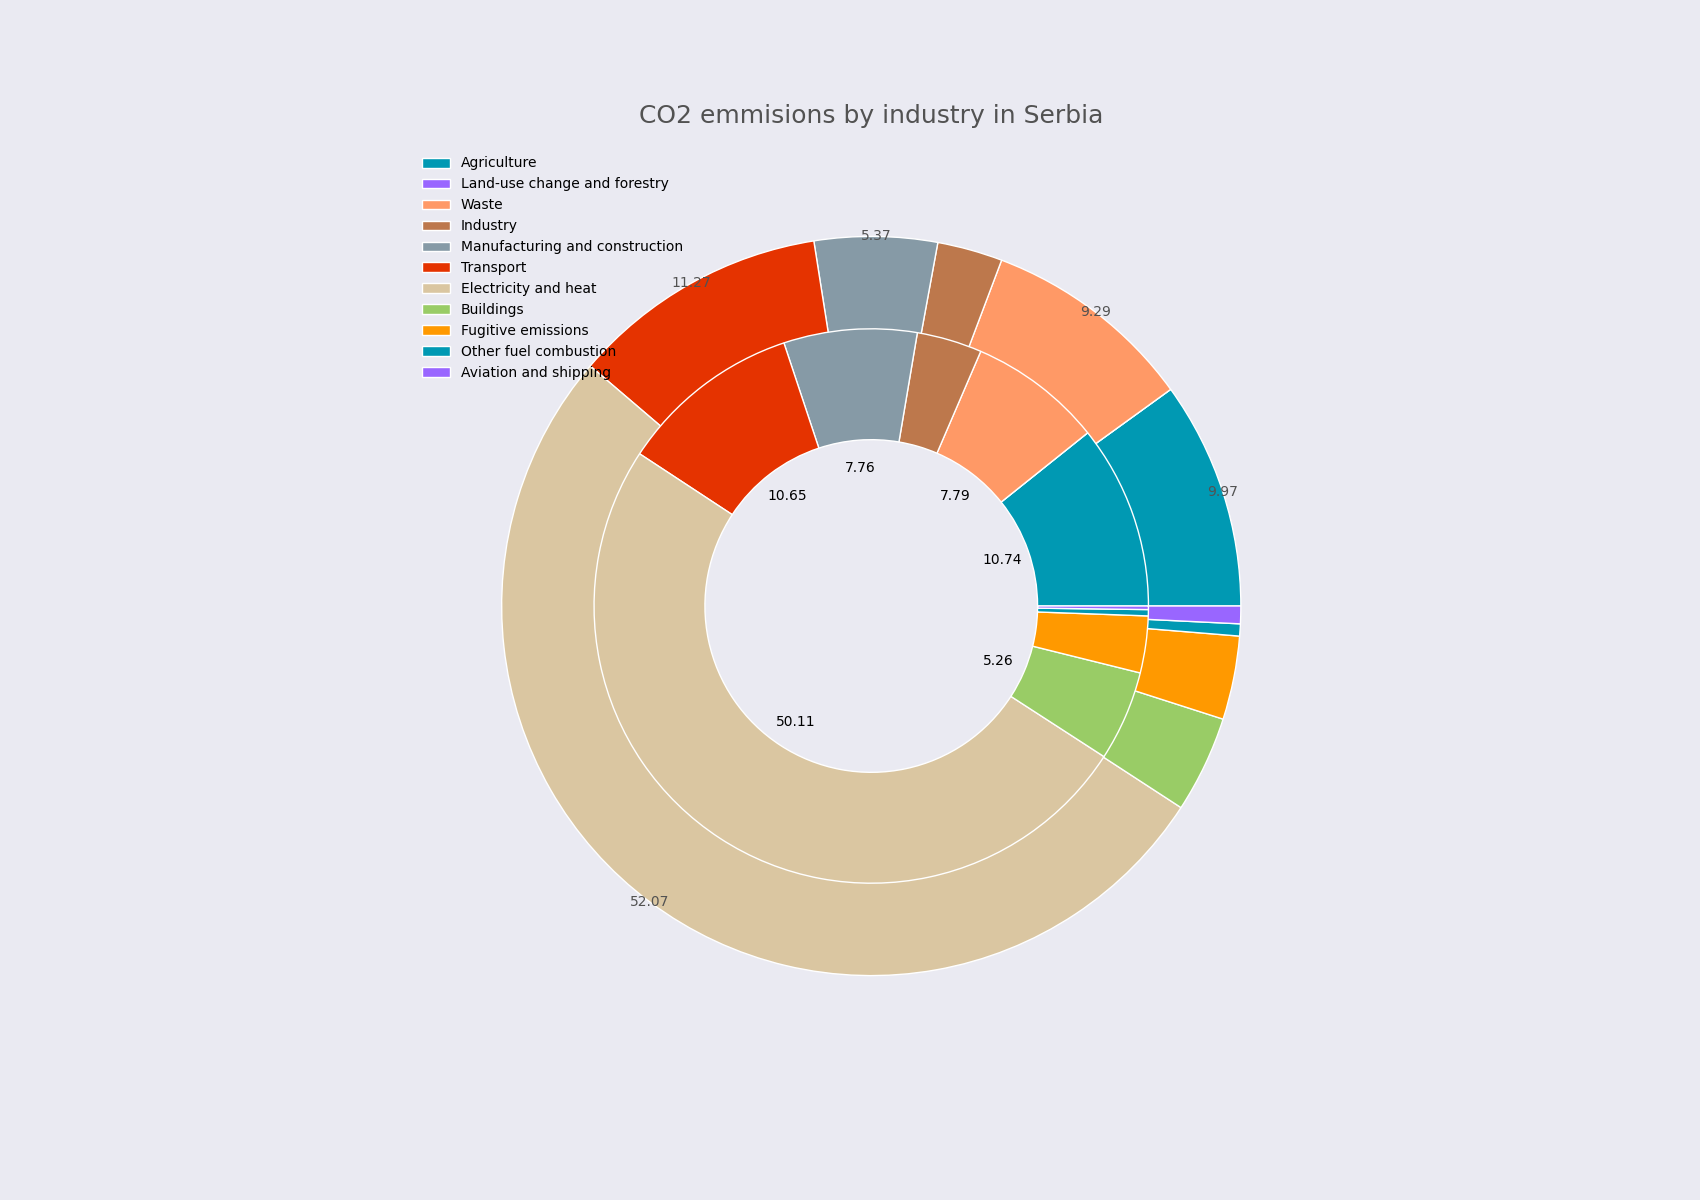 CO2 emmisions by industry in Serbia
Agriculture
Land-use change and forestry
Waste
Industry
Manufacturing and construction
Transport
Electricity and heat
Buildings
Fugitive emissions
Other fuel combustion
Aviation and shipping
5.37
11.27
9.29
7.76
10.65
7.79
9.97
10.74
5.26
50.11
52.07